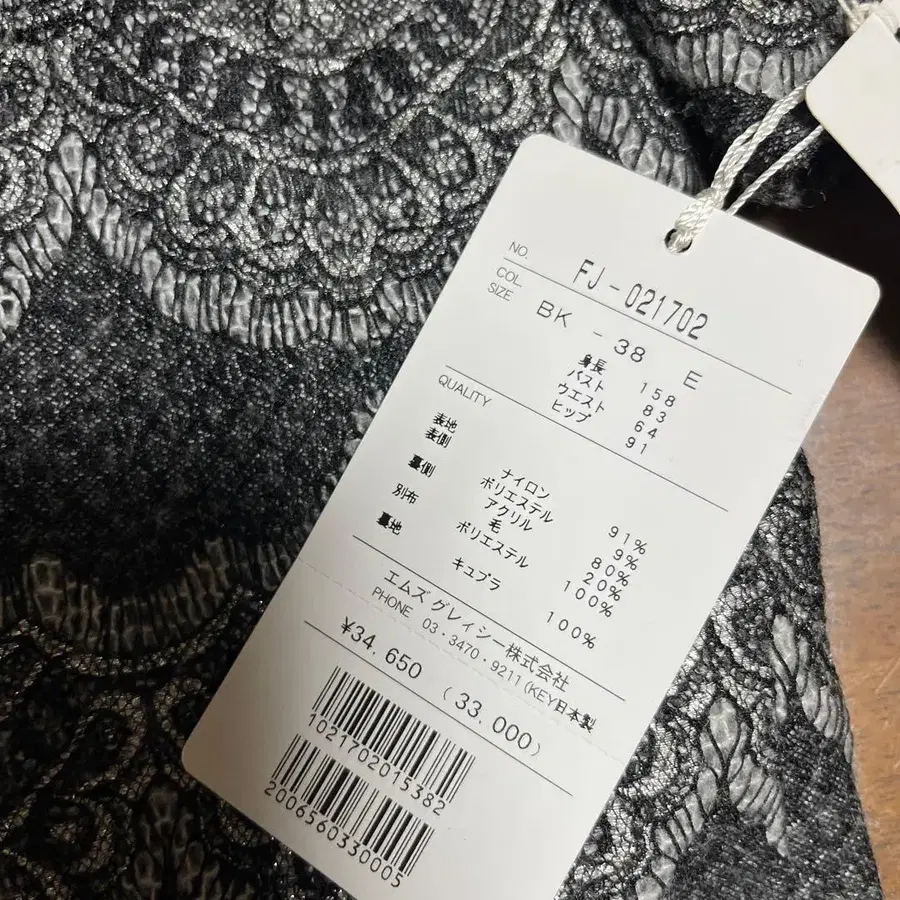 NO. FJ-021702
COL. SIZE BK - 38 E
身長 158
バスト 83
ウエスト 64
ヒップ 91
QUALITY
表地
表側 ナイロン 91%
ポリエステル 9%
裏側 アクリル 80%
毛 20%
別布 ポリエステル 100%
裏地 キュプラ 100%
エムズ グレィシー株式会社
PHONE 03・3470・9211(KEY)日本製
¥34,650 (33,000)
1021702015382
2006560330005